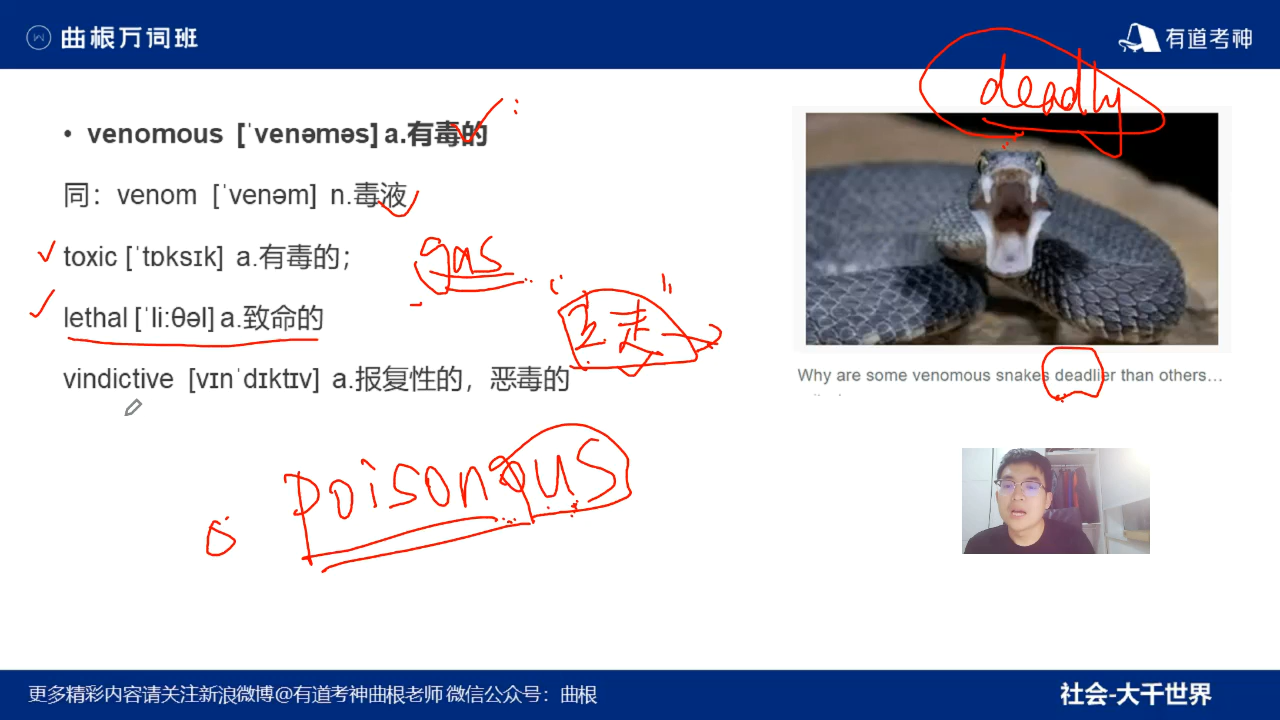 曲根万词班
有道考神
deadly
• venomous [ˈvenəməs] a.有毒的
同：venom [ˈvenəm] n.毒液
toxic [ˈtɒksɪk] a.有毒的；
gas
lethal [ˈliːθəl] a.致命的
vindictive [vɪnˈdɪktɪv] a.报复性的，恶毒的
Why are some venomous snakes deadlier than others…
poisonous
更多精彩内容请关注新浪微博@有道考神曲根老师 微信公众号：曲根
社会-大千世界